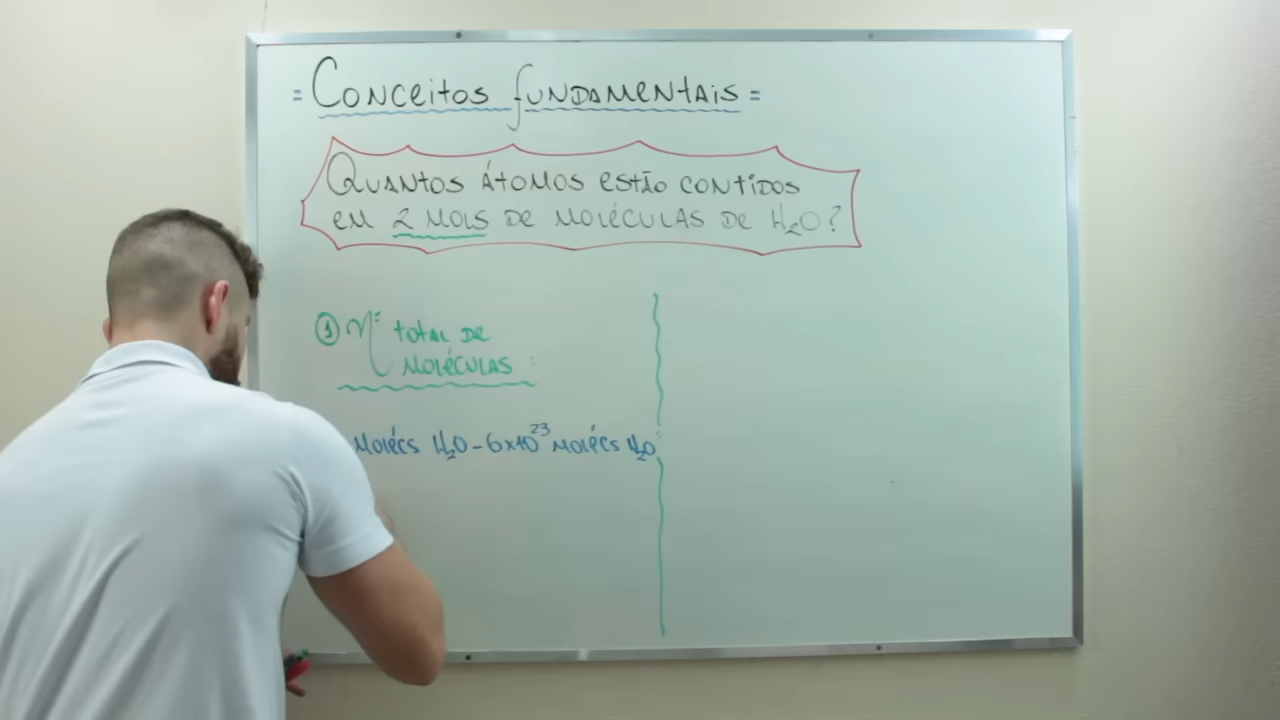 = Conceitos fundamentais =
Quantos átomos estão contidos
em 2 mols de moléculas de H₂O?
① nº total de
moléculas:
molécs H₂O - 6x10²³ molécs H₂O